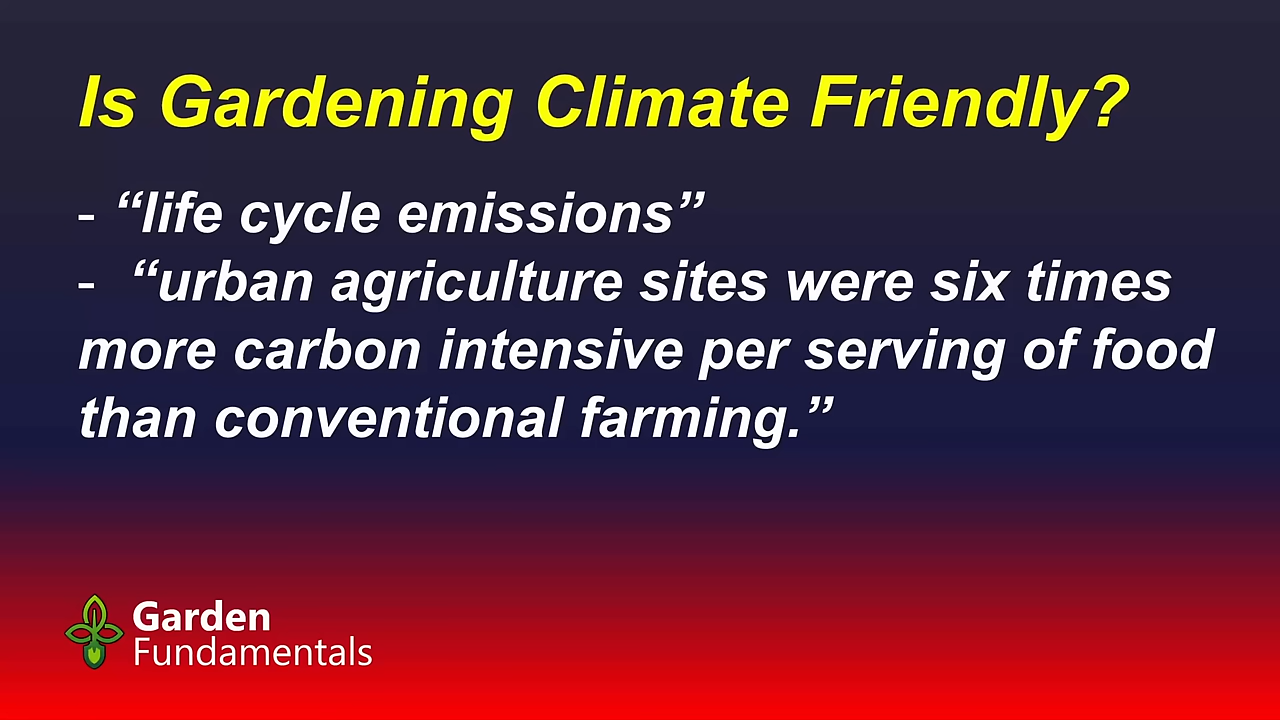 Is Gardening Climate Friendly?
- “life cycle emissions”
- “urban agriculture sites were six times
more carbon intensive per serving of food
than conventional farming.”
Garden
Fundamentals